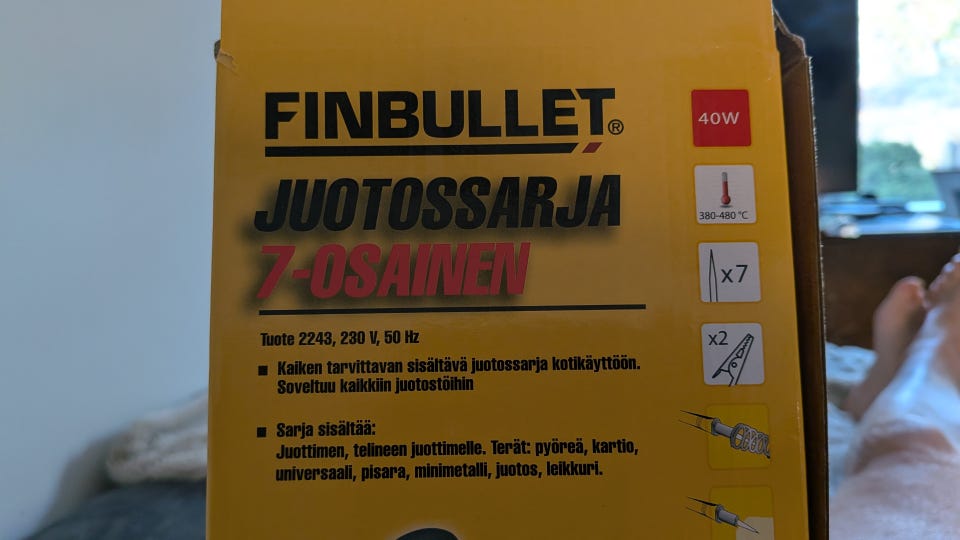 FINBULLET®
JUOTOSSARJA
7-OSAINEN
Tuote 2243, 230 V, 50 Hz
■ Kaiken tarvittavan sisältävä juotossarja kotikäyttöön.
Soveltuu kaikkiin juotostöihin
■ Sarja sisältää:
Juottimen, telineen juottimelle. Terät: pyöreä, kartio,
universaali, pisara, minimetalli, juotos, leikkuri.
40W
380-480 °C
x7
x2